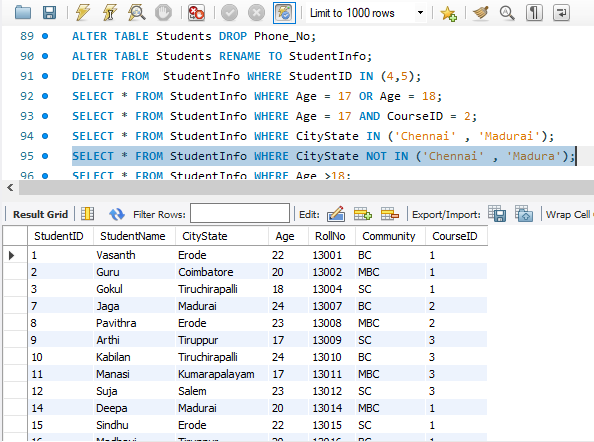 Limit to 1000 rows
89 ALTER TABLE Students DROP Phone_No;
90 ALTER TABLE Students RENAME TO StudentInfo;
91 DELETE FROM  StudentInfo WHERE StudentID IN (4,5);
92 SELECT * FROM StudentInfo WHERE Age = 17 OR Age = 18;
93 SELECT * FROM StudentInfo WHERE Age = 17 AND CourseID = 2;
94 SELECT * FROM StudentInfo WHERE CityState IN ('Chennai' , 'Madurai');
95 SELECT * FROM StudentInfo WHERE CityState NOT IN ('Chennai' , 'Madura');
96 SELECT * FROM StudentInfo WHERE Age >18;
Result Grid Filter Rows: Edit: Export/Import: Wrap Cell
StudentID StudentName CityState Age RollNo Community CourseID
1 Vasanth Erode 22 13001 BC 1
2 Guru Coimbatore 20 13002 MBC 1
3 Gokul Tiruchirapalli 18 13004 SC 1
7 Jaga Madurai 24 13007 BC 2
8 Pavithra Erode 23 13008 MBC 2
9 Arthi Tiruppur 17 13009 SC 3
10 Kabilan Tiruchirapalli 24 13010 BC 3
11 Manasi Kumarapalayam 17 13011 MBC 3
12 Suja Salem 23 13012 SC 3
14 Deepa Madurai 20 13014 MBC 1
15 Sindhu Erode 22 13015 SC 1
16 Madhavi Tiruppur 20 13016 BC 1